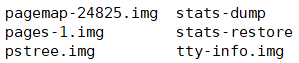 pagemap-24825.img  stats-dump
pages-1.img        stats-restore
pstree.img         tty-info.img